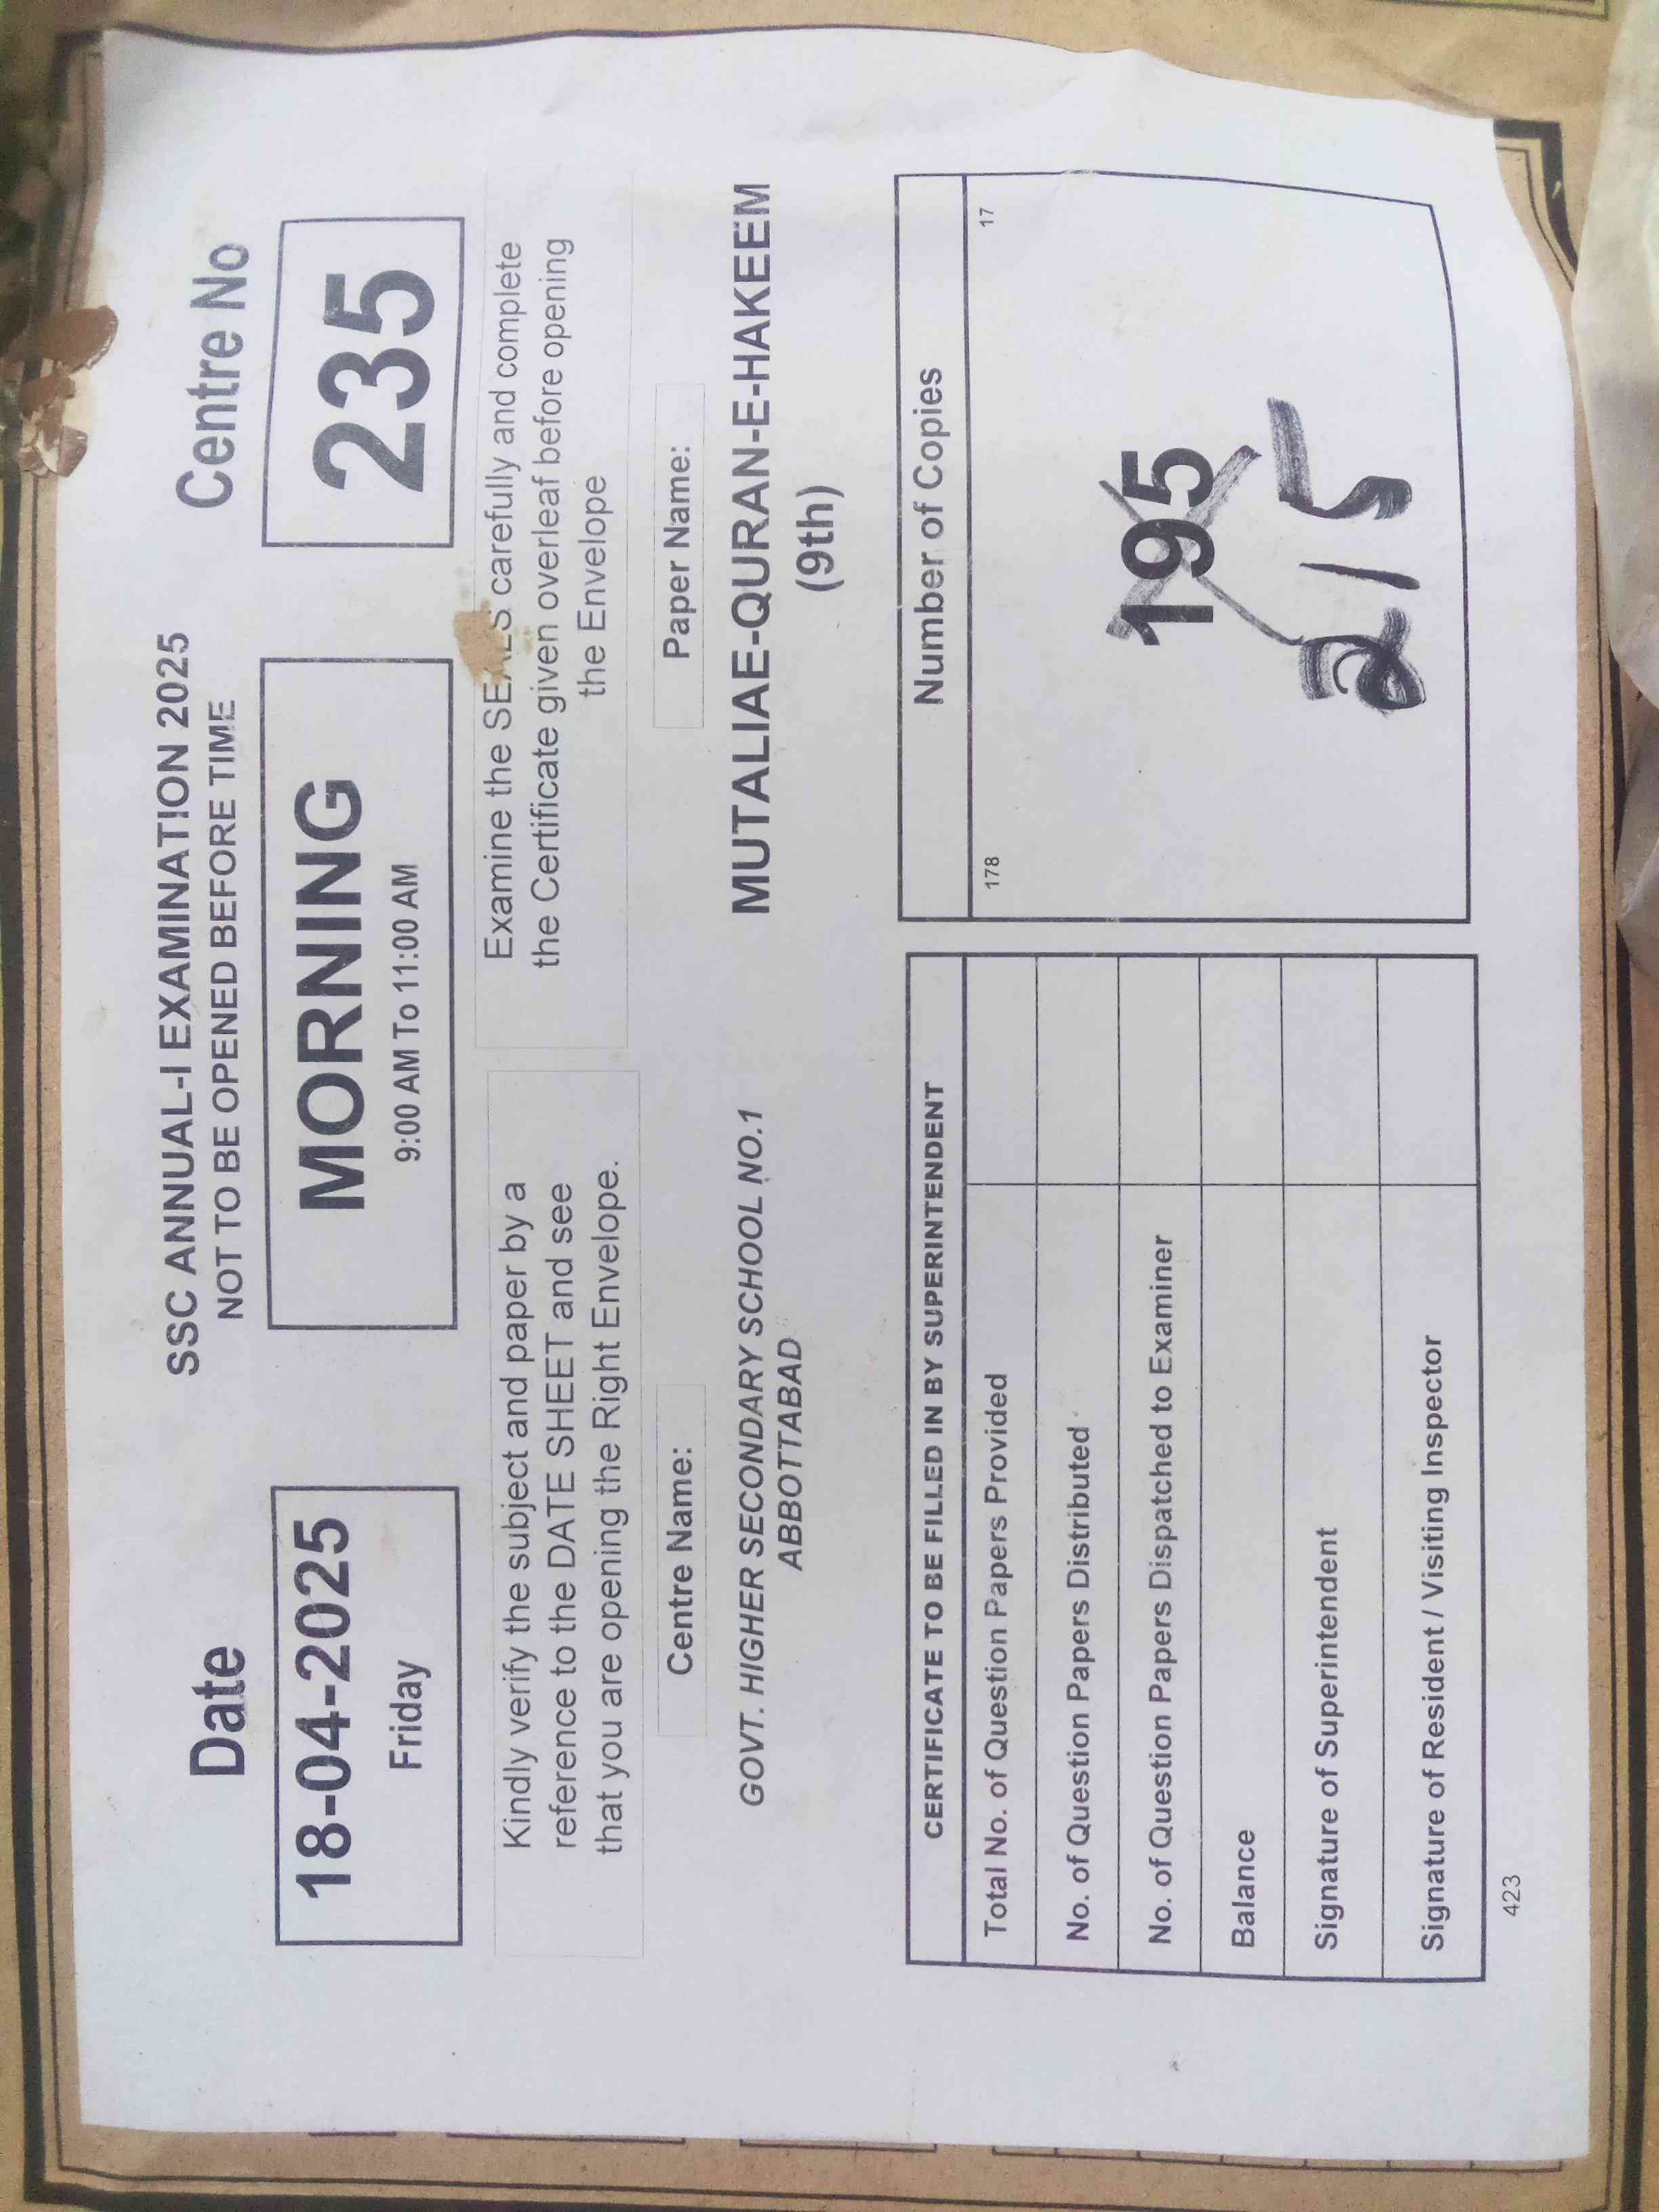 SSC ANNUAL-I EXAMINATION 2025
NOT TO BE OPENED BEFORE TIME
Date
Centre No
18-04-2025
Friday
MORNING
9:00 AM To 11:00 AM
235
Kindly verify the subject and paper by a
reference to the DATE SHEET and see
that you are opening the Right Envelope.
Examine the SEALS carefully and complete
the Certificate given overleaf before opening
the Envelope
Centre Name:
Paper Name:
GOVT. HIGHER SECONDARY SCHOOL NO.1
ABBOTTABAD
MUTALIAE-QURAN-E-HAKEEM
(9th)
CERTIFICATE TO BE FILLED IN BY SUPERINTENDENT
Total No. of Question Papers Provided
No. of Question Papers Distributed
No. of Question Papers Dispatched to Examiner
Balance
Signature of Superintendent
Signature of Resident / Visiting Inspector
Number of Copies
178 17
195
215
423